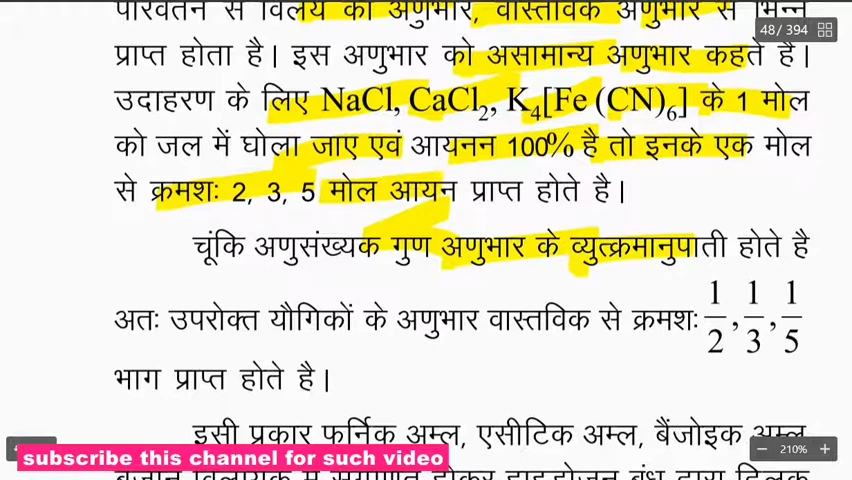 परिवर्तन से विलेय का अणुभार, वास्तविक अणुभार से भिन्न
48 / 394
प्राप्त होता है। इस अणुभार को असामान्य अणुभार कहते है।
उदाहरण के लिए NaCl, CaCl₂, K₄[Fe (CN)₆] के 1 मोल
को जल में घोला जाए एवं आयनन 100% है तो इनके एक मोल
से क्रमशः 2, 3, 5 मोल आयन प्राप्त होते है।
चूंकि अणुसंख्यक गुण अणुभार के व्युत्क्रमानुपाती होते है
अतः उपरोक्त यौगिकों के अणुभार वास्तविक से क्रमशः 1/2, 1/3, 1/5
भाग प्राप्त होते है।
इसी प्रकार फर्निक अम्ल, एसीटिक अम्ल, बैंजोइक अम्ल
210%
subscribe this channel for such video